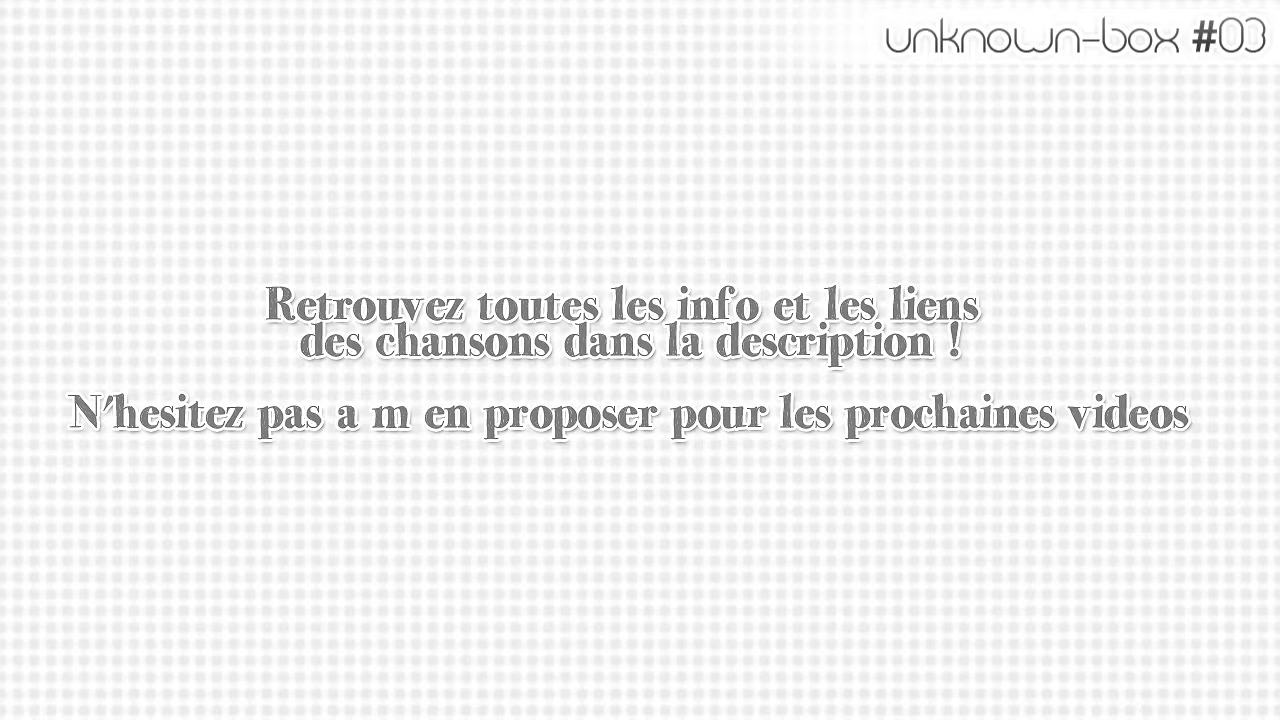 unknown-box #03
Retrouvez toutes les info et les liens
des chansons dans la description !
N'hesitez pas a m en proposer pour les prochaines videos